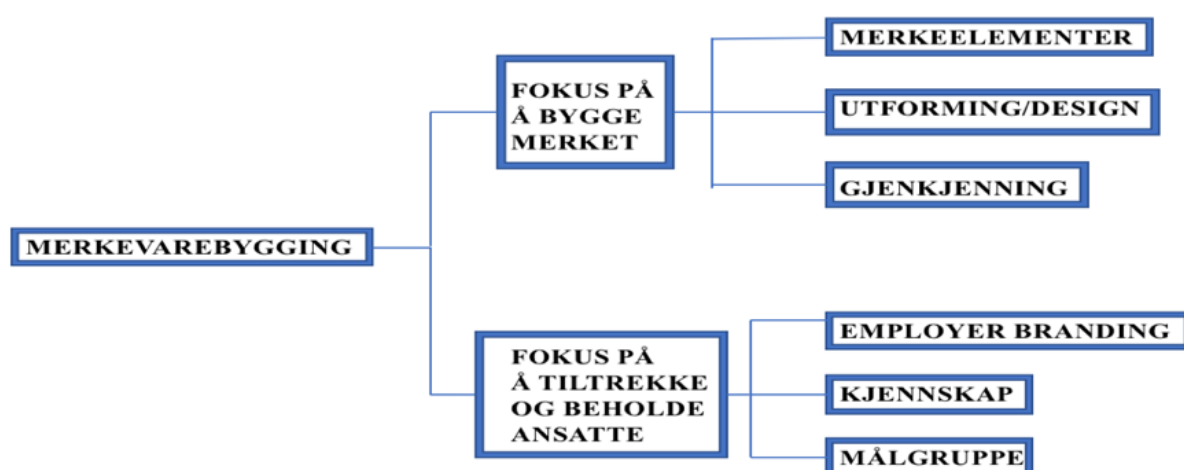 MERKEVAREBYGGING
FOKUS PÅ
Å BYGGE
MERKET
MERKEELEMENTER
UTFORMING/DESIGN
GJENKJENNING
FOKUS PÅ
Å TILTREKKE
OG BEHOLDE
ANSATTE
EMPLOYER BRANDING
KJENNSKAP
MÅLGRUPPE